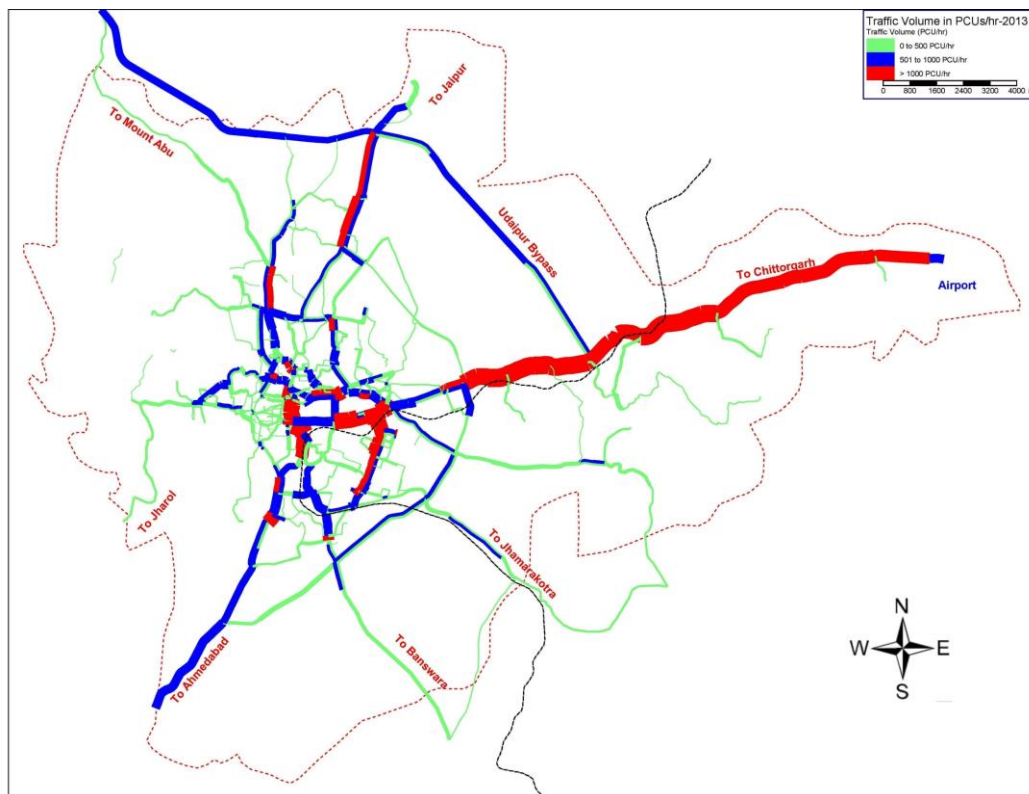 Traffic Volume in PCUs/hr-2013
Traffic Volume (PCU/hr)
0 to 500 PCU/hr
501 to 1000 PCU/hr
> 1000 PCU/hr
0 800 1600 2400 3200 4000
To Jaipur
To Mount Abu
Udaipur Bypass
To Chittorgarh
Airport
To Jharol
To Jhamarakotra
To Ahmedabad
To Banswara
N
W E
S